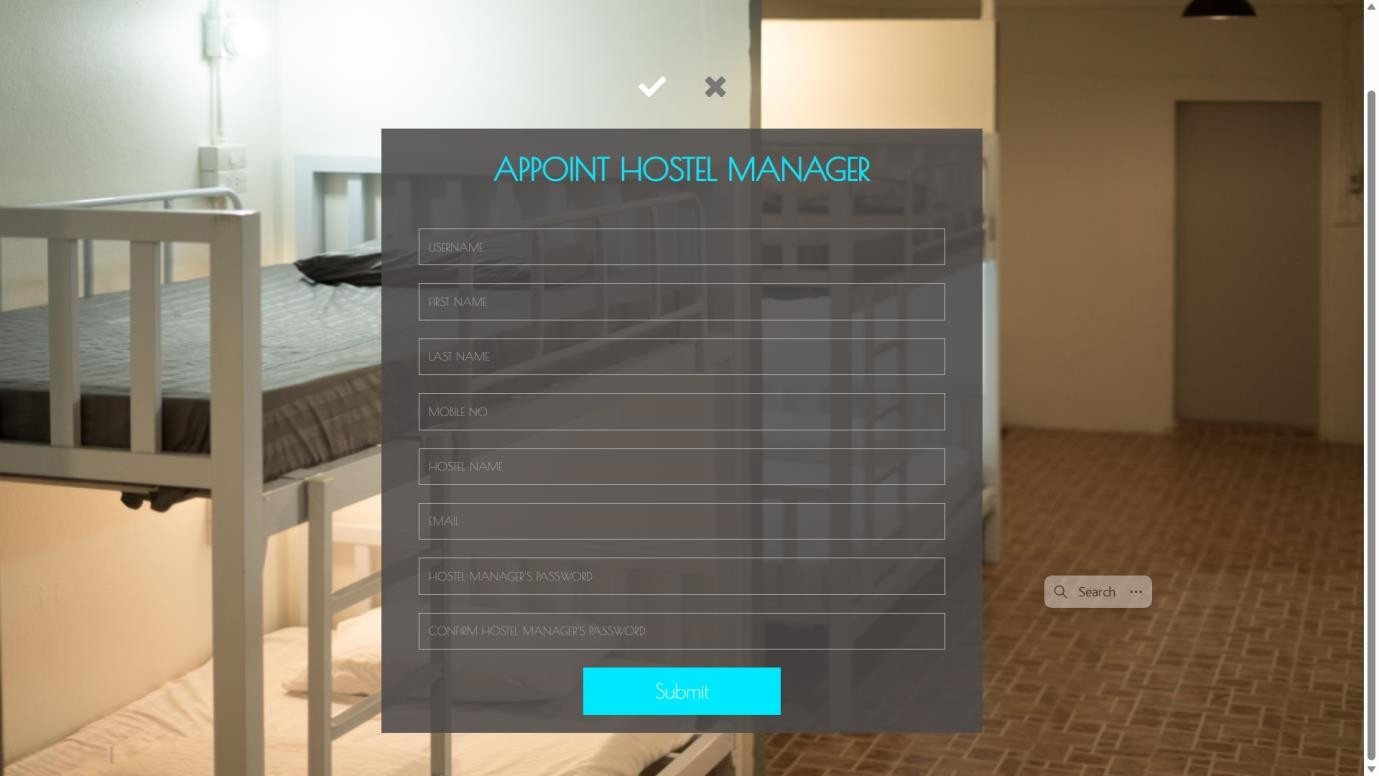 APPOINT HOSTEL MANAGER
USERNAME
FIRST NAME
LAST NAME
MOBILE NO
HOSTEL NAME
EMAIL
HOSTEL MANAGER'S PASSWORD
CONFIRM HOSTEL MANAGER'S PASSWORD
Search
Submit